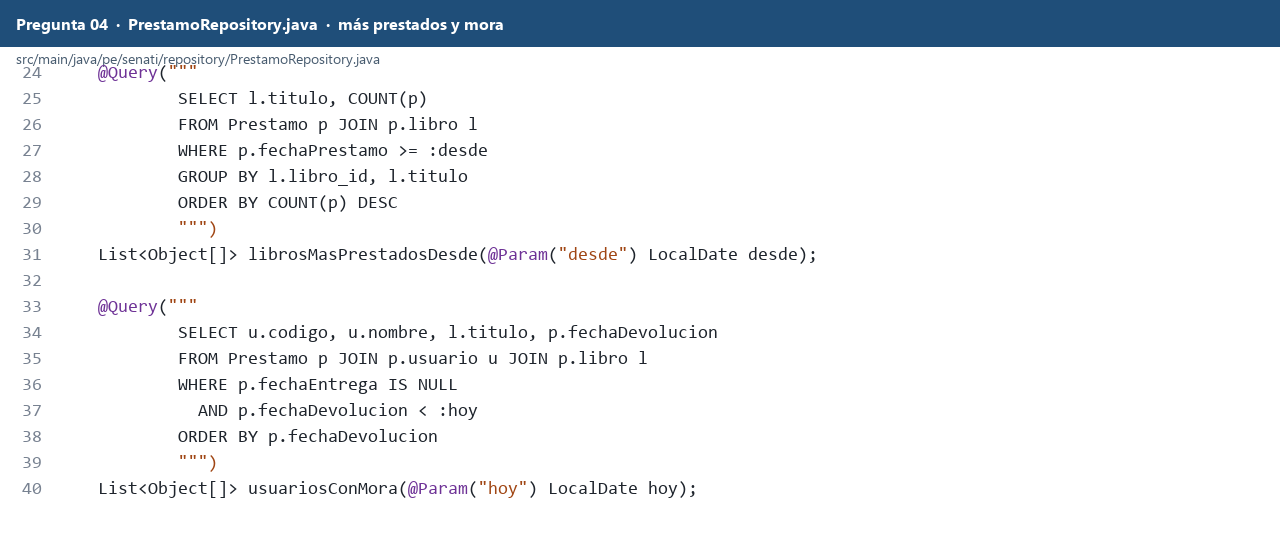 Pregunta 04 · PrestamoRepository.java · más prestados y mora
src/main/java/pe/senati/repository/PrestamoRepository.java
24 @Query("""
25 SELECT l.titulo, COUNT(p)
26 FROM Prestamo p JOIN p.libro l
27 WHERE p.fechaPrestamo >= :desde
28 GROUP BY l.libro_id, l.titulo
29 ORDER BY COUNT(p) DESC
30 """)
31 List<Object[]> librosMasPrestadosDesde(@Param("desde") LocalDate desde);
32
33 @Query("""
34 SELECT u.codigo, u.nombre, l.titulo, p.fechaDevolucion
35 FROM Prestamo p JOIN p.usuario u JOIN p.libro l
36 WHERE p.fechaEntrega IS NULL
37 AND p.fechaDevolucion < :hoy
38 ORDER BY p.fechaDevolucion
39 """)
40 List<Object[]> usuariosConMora(@Param("hoy") LocalDate hoy);